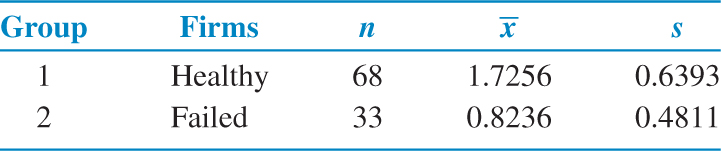 Group Firms n x̄ s
1 Healthy 68 1.7256 0.6393
2 Failed 33 0.8236 0.4811